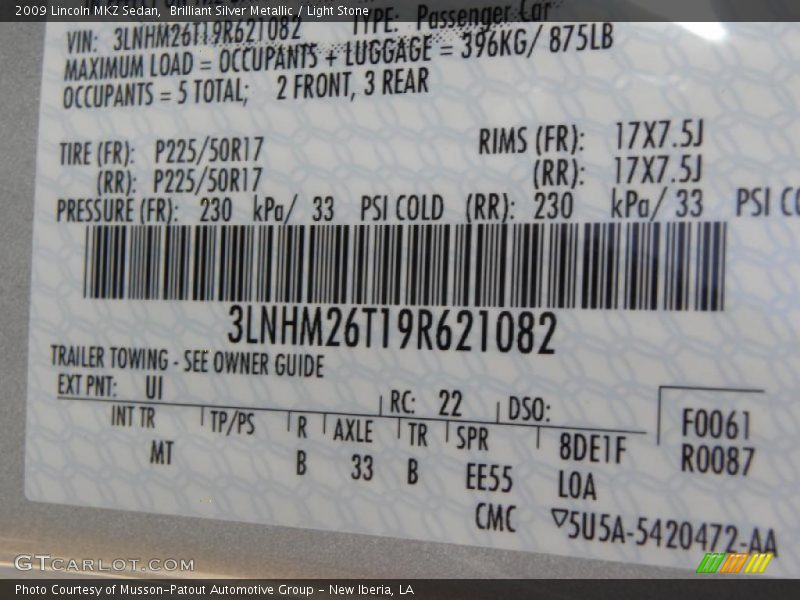 2009 Lincoln MKZ Sedan, Brilliant Silver Metallic / Light Stone
VIN: 3LNHM26T19R621082 TYPE: Passenger Car
MAXIMUM LOAD = OCCUPANTS + LUGGAGE = 396KG/ 875LB
OCCUPANTS = 5 TOTAL; 2 FRONT, 3 REAR
TIRE (FR): P225/50R17 RIMS (FR): 17X7.5J
(RR): P225/50R17 (RR): 17X7.5J
PRESSURE (FR): 230 kPa/ 33 PSI COLD (RR): 230 kPa/ 33 PSI
3LNHM26T19R621082
TRAILER TOWING - SEE OWNER GUIDE
EXT PNT: UI RC: 22 DSO:
INT TR TP/PS R AXLE TR SPR 8DE1F F0061
MT B 33 B EE55 L0A R0087
CMC ▽5U5A-5420472-AA
GTCARLOT.COM
Photo Courtesy of Musson-Patout Automotive Group - New Iberia, LA